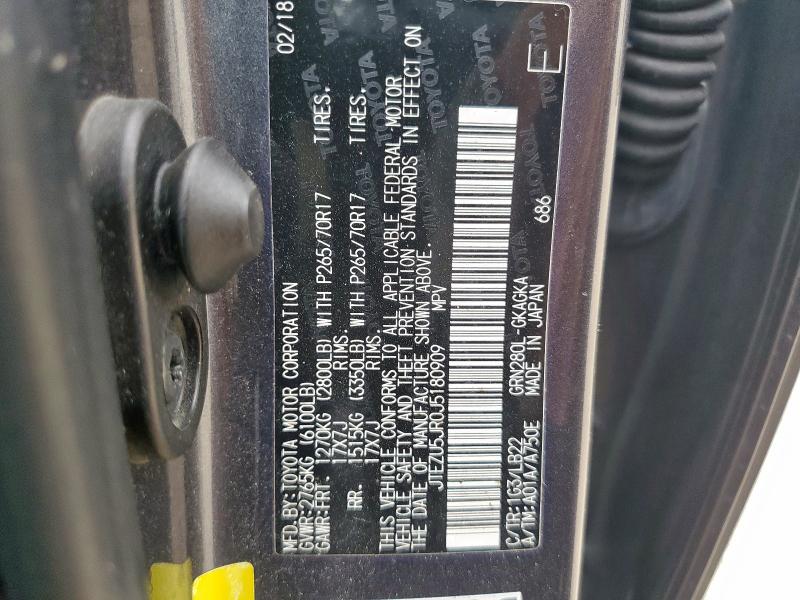 MFD. BY: TOYOTA MOTOR CORPORATION 02/18
GVWR: 2765KG (6100LB)
GAWR: FRT. 1270KG (2800LB) WITH P265/70R17 TIRES.
17X7J RIMS.
RR. 1515KG (3350LB) WITH P265/70R17 TIRES.
17X7J RIMS.
THIS VEHICLE CONFORMS TO ALL APPLICABLE FEDERAL MOTOR
VEHICLE SAFETY AND THEFT PREVENTION STANDARDS IN EFFECT ON
THE DATE OF MANUFACTURE SHOWN ABOVE.
JTEZU5JR0J5180909 MPV
C/TR: 1G3/LB22 GRN280L-GKAGKA 686
A/TM: A01A/A750E MADE IN JAPAN